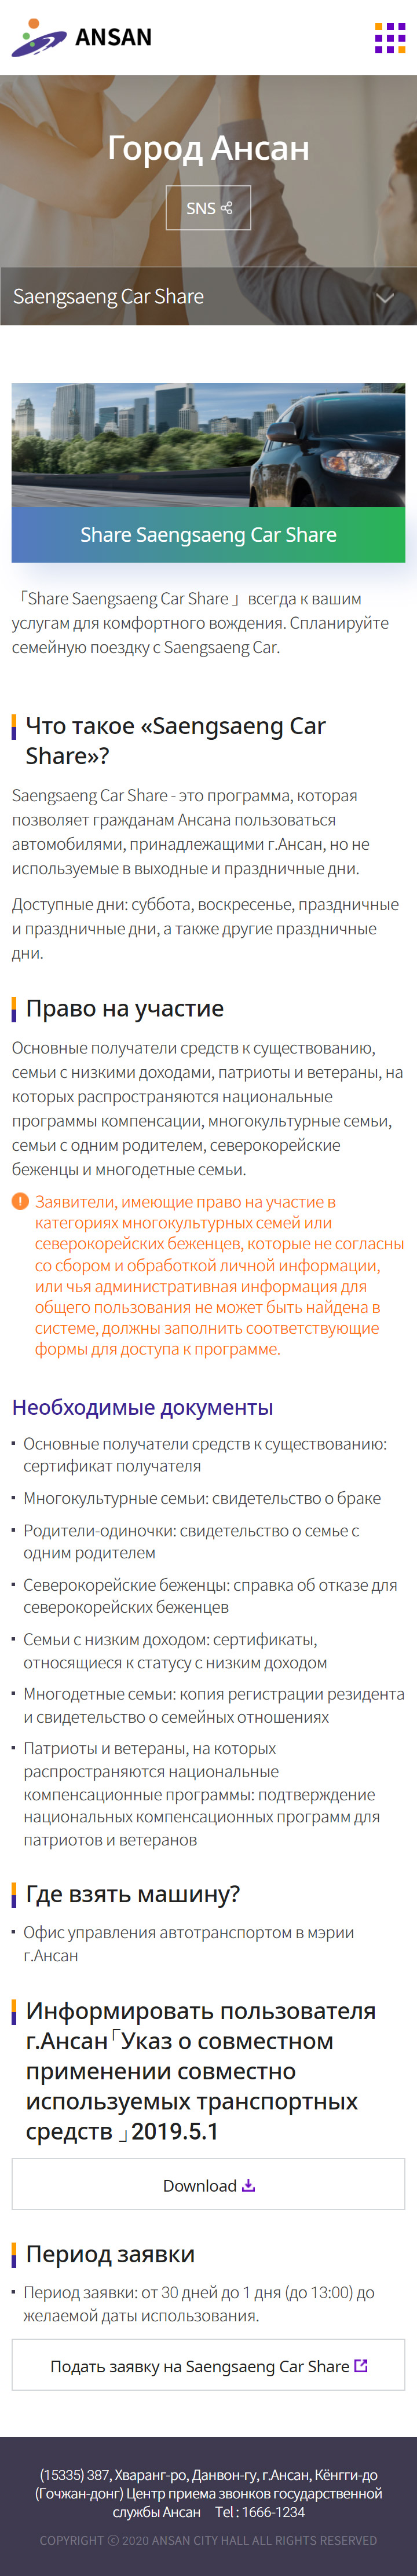 ANSAN
Город Ансан
SNS
Saengsaeng Car Share
Share Saengsaeng Car Share
「Share Saengsaeng Car Share 」всегда к вашим
услугам для комфортного вождения. Спланируйте
семейную поездку с Saengsaeng Car.
Что такое «Saengsaeng Car
Share»?
Saengsaeng Car Share - это программа, которая
позволяет гражданам Ансана пользоваться
автомобилями, принадлежащими г.Ансан, но не
используемые в выходные и праздничные дни.
Доступные дни: суббота, воскресенье, праздничные
и праздничные дни, а также другие праздничные
дни.
Право на участие
Основные получатели средств к существованию,
семьи с низкими доходами, патриоты и ветераны, на
которых распространяются национальные
программы компенсации, многокультурные семьи,
семьи с одним родителем, северокорейские
беженцы и многодетные семьи.
Заявители, имеющие право на участие в
категориях многокультурных семей или
северокорейских беженцев, которые не согласны
со сбором и обработкой личной информации,
или чья административная информация для
общего пользования не может быть найдена в
системе, должны заполнить соответствующие
формы для доступа к программе.
Необходимые документы
Основные получатели средств к существованию:
сертификат получателя
Многокультурные семьи: свидетельство о браке
Родители-одиночки: свидетельство о семье с
одним родителем
Северокорейские беженцы: справка об отказе для
северокорейских беженцев
Семьи с низким доходом: сертификаты,
относящиеся к статусу с низким доходом
Многодетные семьи: копия регистрации резидента
и свидетельство о семейных отношениях
Патриоты и ветераны, на которых
распространяются национальные
компенсационные программы: подтверждение
национальных компенсационных программ для
патриотов и ветеранов
Где взять машину?
Офис управления автотранспортом в мэрии
г.Ансан
Информировать пользователя
г.Ансан「Указ о совместном
применении совместно
используемых транспортных
средств 」2019.5.1
Download
Период заявки
Период заявки: от 30 дней до 1 дня (до 13:00) до
желаемой даты использования.
Подать заявку на Saengsaeng Car Share
(15335) 387, Хваранг-ро, Данвон-гу, г.Ансан, Кёнгги-до
(Гочжан-донг) Центр приема звонков государственной
службы Ансан Tel : 1666-1234
COPYRIGHT ⓒ 2020 ANSAN CITY HALL ALL RIGHTS RESERVED